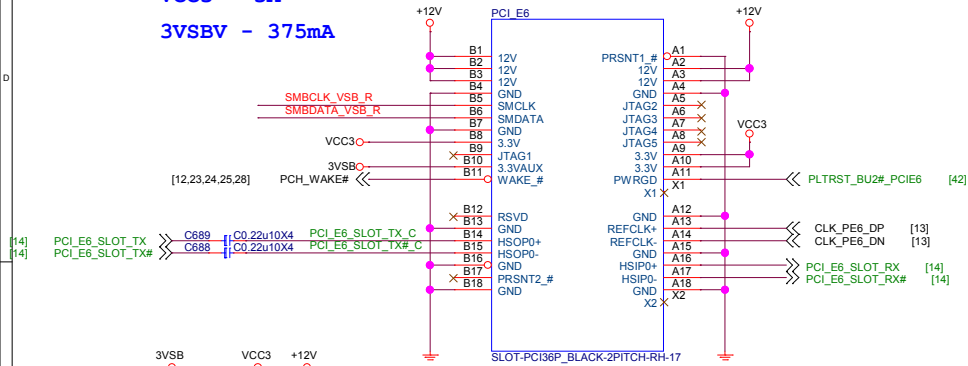 3VSBV - 375mA
+12V
PCI_E6
+12V
D
B1 12V PRSNT1_# A1
B2 12V 12V A2
B3 12V 12V A3
B4 GND GND A4
SMBCLK_VSB_R B5 SMCLK JTAG2 A5
SMBDATA_VSB_R B6 SMDATA JTAG3 A6
B7 GND JTAG4 A7
VCC3 B8 3.3V JTAG5 A8 VCC3
B9 JTAG1 3.3V A9
3VSB B10 3.3VAUX 3.3V A10
[12,23,24,25,28] PCH_WAKE# B11 WAKE_# PWRGD A11 PLTRST_BU2#_PCIE6 [42]
X1 X1
B12 RSVD GND A12
B13 GND REFCLK+ A13 CLK_PE6_DP [13]
[14] PCI_E6_SLOT_TX C689 C0.22u10X4 PCI_E6_SLOT_TX_C B14 HSOP0+ REFCLK- A14 CLK_PE6_DN [13]
[14] PCI_E6_SLOT_TX# C688 C0.22u10X4 PCI_E6_SLOT_TX#_C B15 HSOP0- GND A15
B16 GND HSIP0+ A16 PCI_E6_SLOT_RX [14]
B17 PRSNT2_# HSIP0- A17 PCI_E6_SLOT_RX# [14]
B18 GND GND A18
X2 X2
3VSB VCC3 +12V
SLOT-PCI36P_BLACK-2PITCH-RH-17